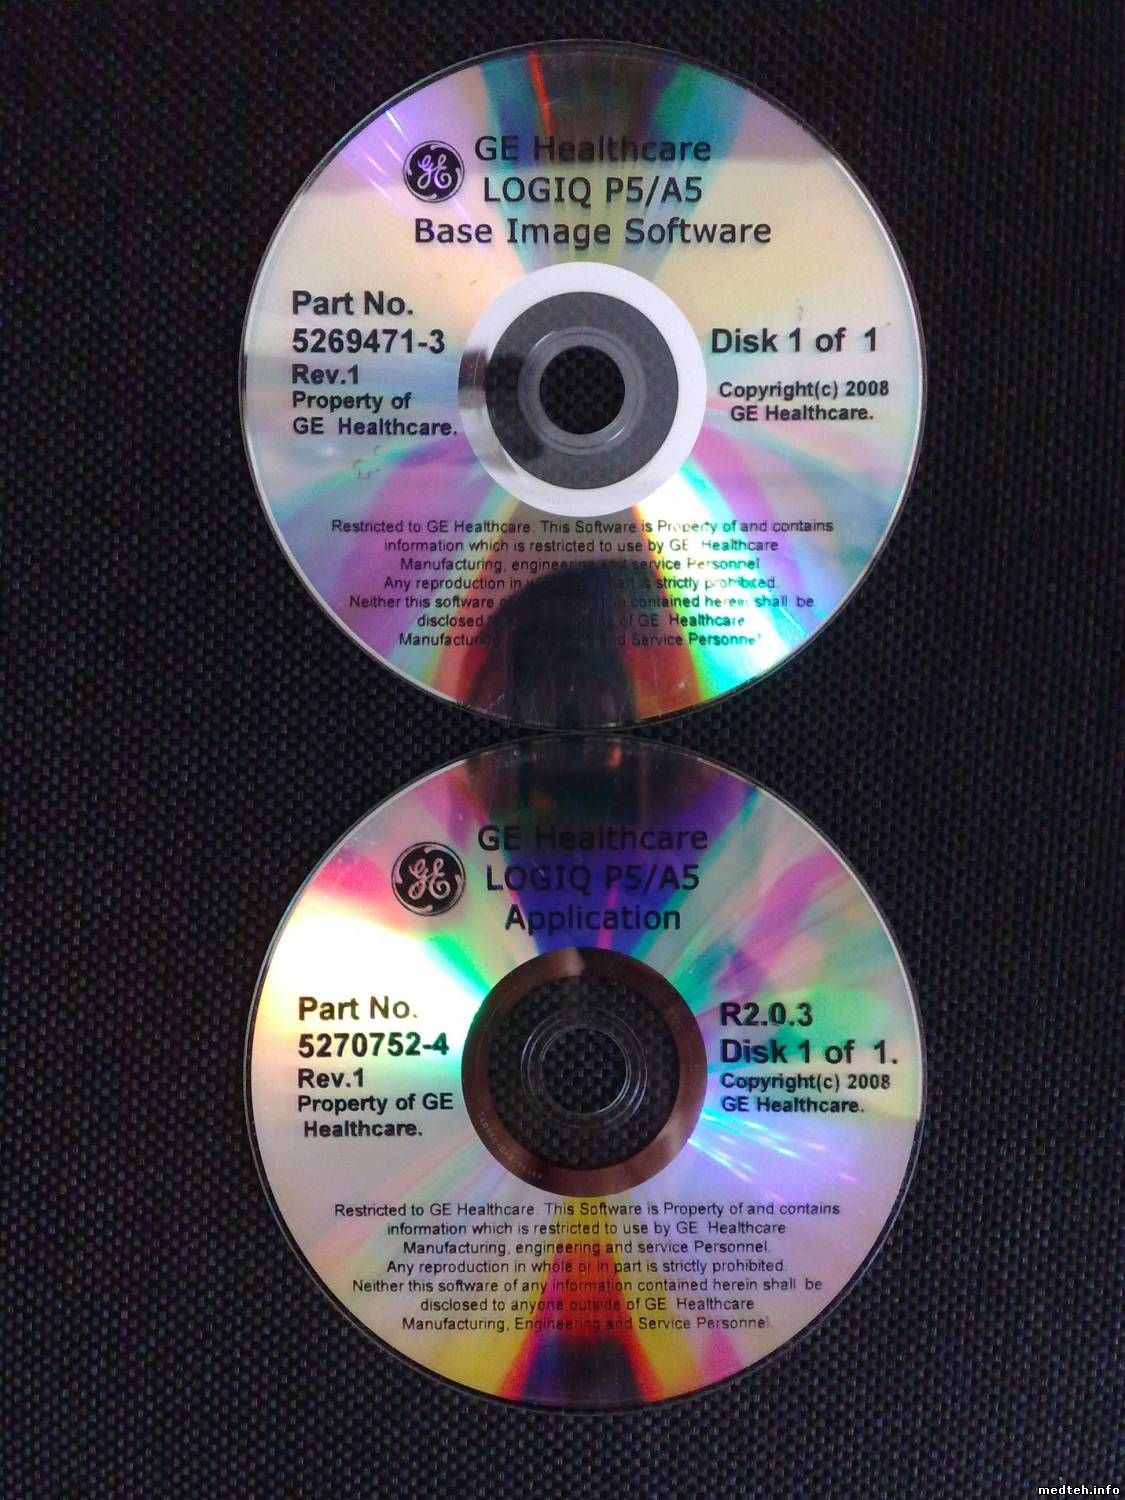 GE Healthcare
LOGIQ P5/A5
Base Image Software
Part No.
5269471-3
Rev.1
Property of
GE Healthcare.
Disk 1 of 1
Copyright(c) 2008
GE Healthcare.
Restricted to GE Healthcare. This Software is Property of and contains
information which is restricted to use by GE Healthcare
Manufacturing, engineering and service Personnel
Any reproduction in part is strictly prohibited.
Neither this software contained herein shall be
disclosed of GE Healthcare
Manufacturing and Service Personnel
GE Healthcare
LOGIQ P5/A5
Application
Part No.
5270752-4
Rev.1
Property of GE
Healthcare.
R2.0.3
Disk 1 of 1.
Copyright(c) 2008
GE Healthcare.
Restricted to GE Healthcare. This Software is Property of and contains
information which is restricted to use by GE Healthcare
Manufacturing, engineering and service Personnel.
Any reproduction in whole or in part is strictly prohibited.
Neither this software of any information contained herein shall be
disclosed to anyone outside of GE Healthcare
Manufacturing, Engineering and Service Personnel.
medteh.info